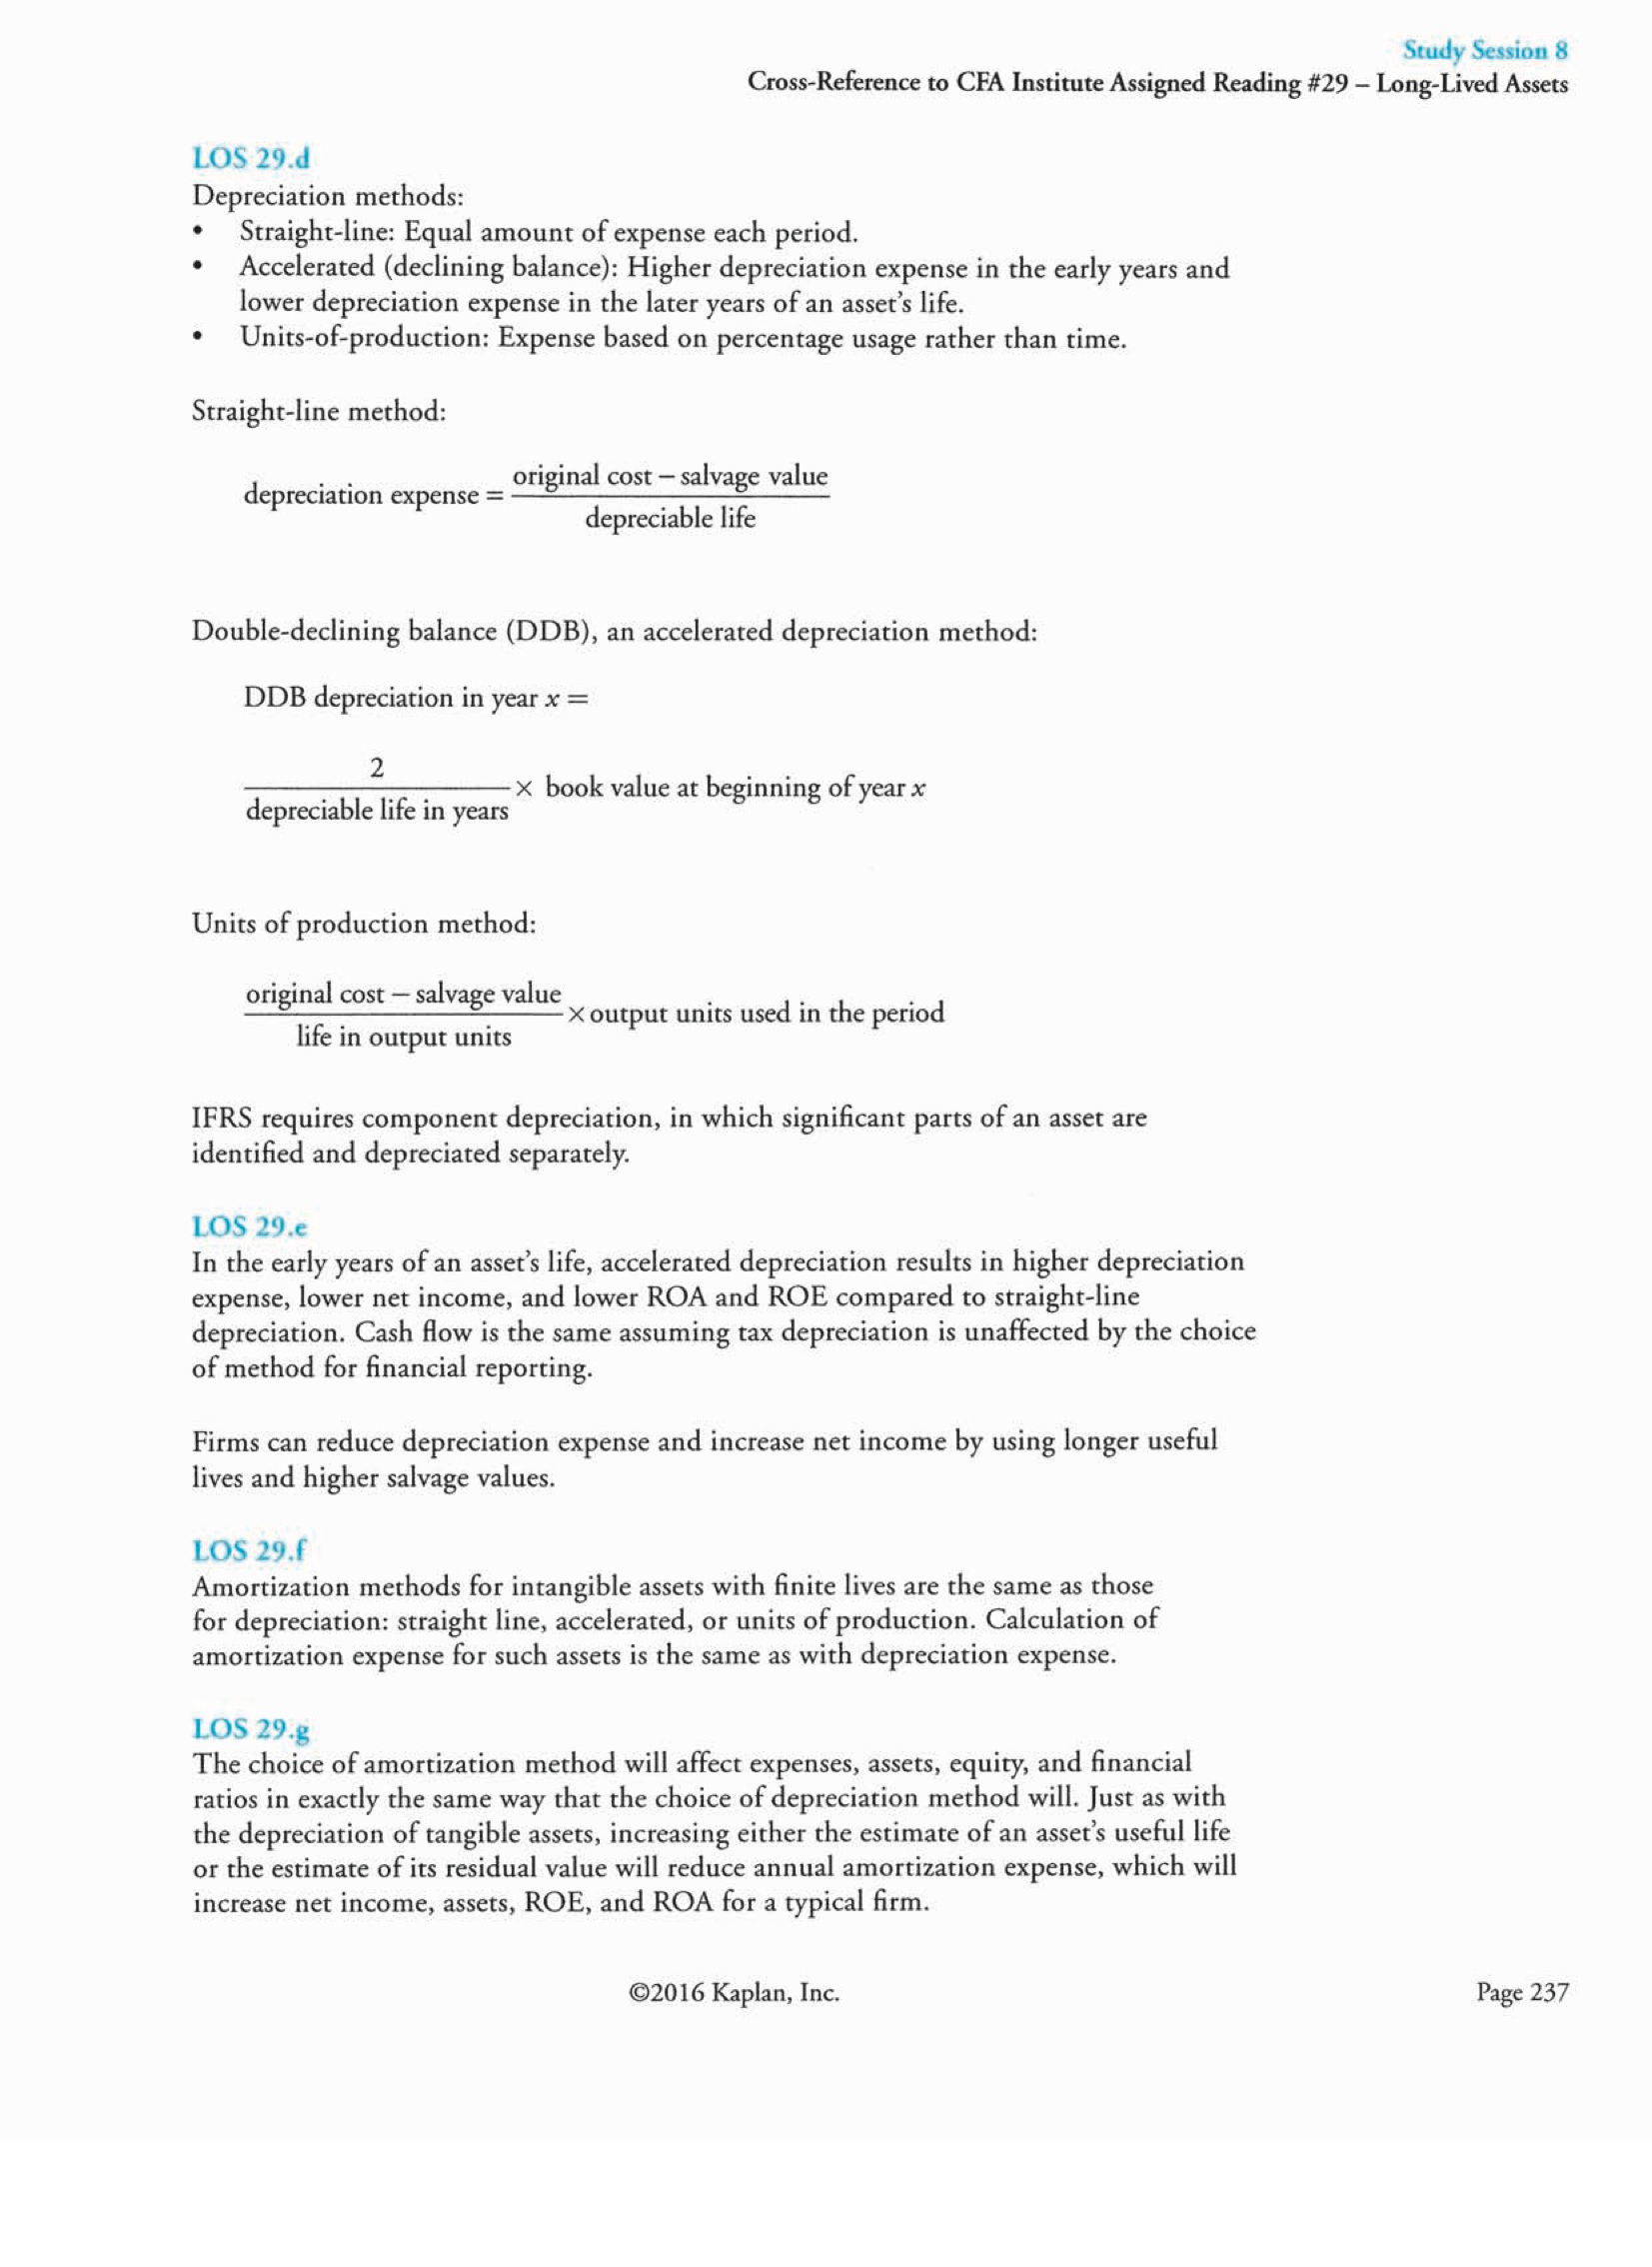 Study Session 8
Cross-Reference to CFA Institute Assigned Reading #29 – Long-Lived Assets
LOS 29.d
Depreciation methods:
• Straight-line: Equal amount of expense each period.
• Accelerated (declining balance): Higher depreciation expense in the early years and
lower depreciation expense in the later years of an asset's life.
• Units-of-production: Expense based on percentage usage rather than time.
Straight-line method:
original cost – salvage value
depreciation expense =
depreciable life
Double-declining balance (DDB), an accelerated depreciation method:
DDB depreciation in year x =
2
× book value at beginning of year x
depreciable life in years
Units of production method:
original cost – salvage value
× output units used in the period
life in output units
IFRS requires component depreciation, in which significant parts of an asset are
identified and depreciated separately.
LOS 29.e
In the early years of an asset's life, accelerated depreciation results in higher depreciation
expense, lower net income, and lower ROA and ROE compared to straight-line
depreciation. Cash flow is the same assuming tax depreciation is unaffected by the choice
of method for financial reporting.
Firms can reduce depreciation expense and increase net income by using longer useful
lives and higher salvage values.
LOS 29.f
Amortization methods for intangible assets with finite lives are the same as those
for depreciation: straight line, accelerated, or units of production. Calculation of
amortization expense for such assets is the same as with depreciation expense.
LOS 29.g
The choice of amortization method will affect expenses, assets, equity, and financial
ratios in exactly the same way that the choice of depreciation method will. Just as with
the depreciation of tangible assets, increasing either the estimate of an asset's useful life
or the estimate of its residual value will reduce annual amortization expense, which will
increase net income, assets, ROE, and ROA for a typical firm.
©2016 Kaplan, Inc.
Page 237